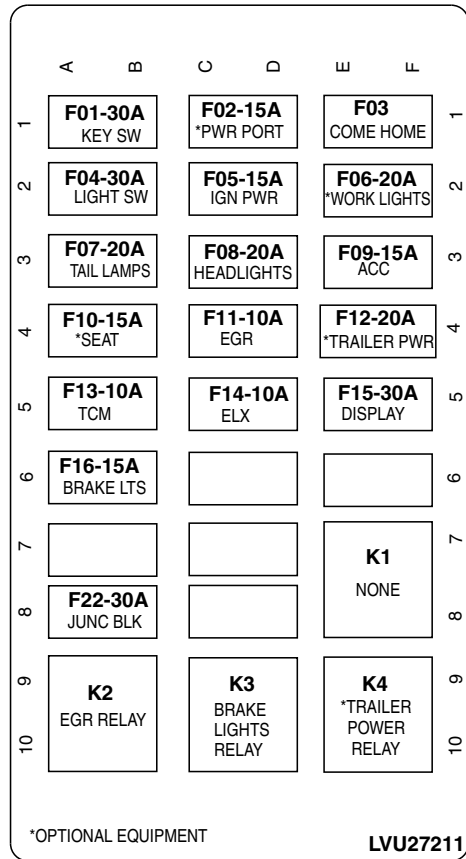 A B C D E F
1 F01-30A F02-15A F03 1
KEY SW *PWR PORT COME HOME
2 F04-30A F05-15A F06-20A 2
LIGHT SW IGN PWR *WORK LIGHTS
3 F07-20A F08-20A F09-15A 3
TAIL LAMPS HEADLIGHTS ACC
4 F10-15A F11-10A F12-20A 4
*SEAT EGR *TRAILER PWR
5 F13-10A F14-10A F15-30A 5
TCM ELX DISPLAY
6 F16-15A 6
BRAKE LTS
7 K1 7
NONE
8 F22-30A 8
JUNC BLK
9 K2 K3 K4 9
EGR RELAY BRAKE *TRAILER
LIGHTS POWER
10 RELAY RELAY 10
*OPTIONAL EQUIPMENT LVU27211